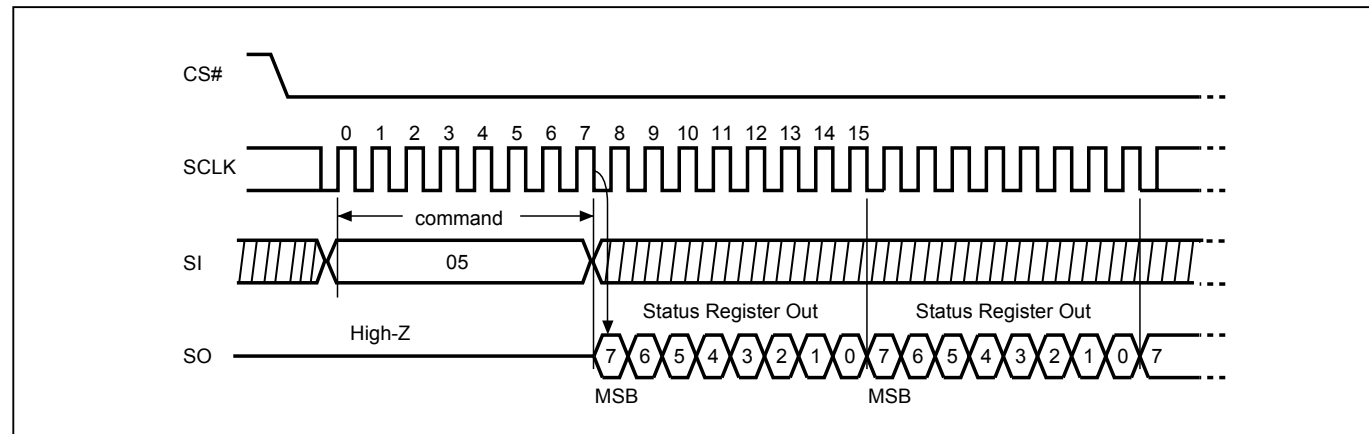 CS#
0 1 2 3 4 5 6 7 8 9 10 11 12 13 14 15
SCLK
command
SI
05
Status Register Out Status Register Out
High-Z
SO
7 6 5 4 3 2 1 0 7 6 5 4 3 2 1 0 7
MSB MSB